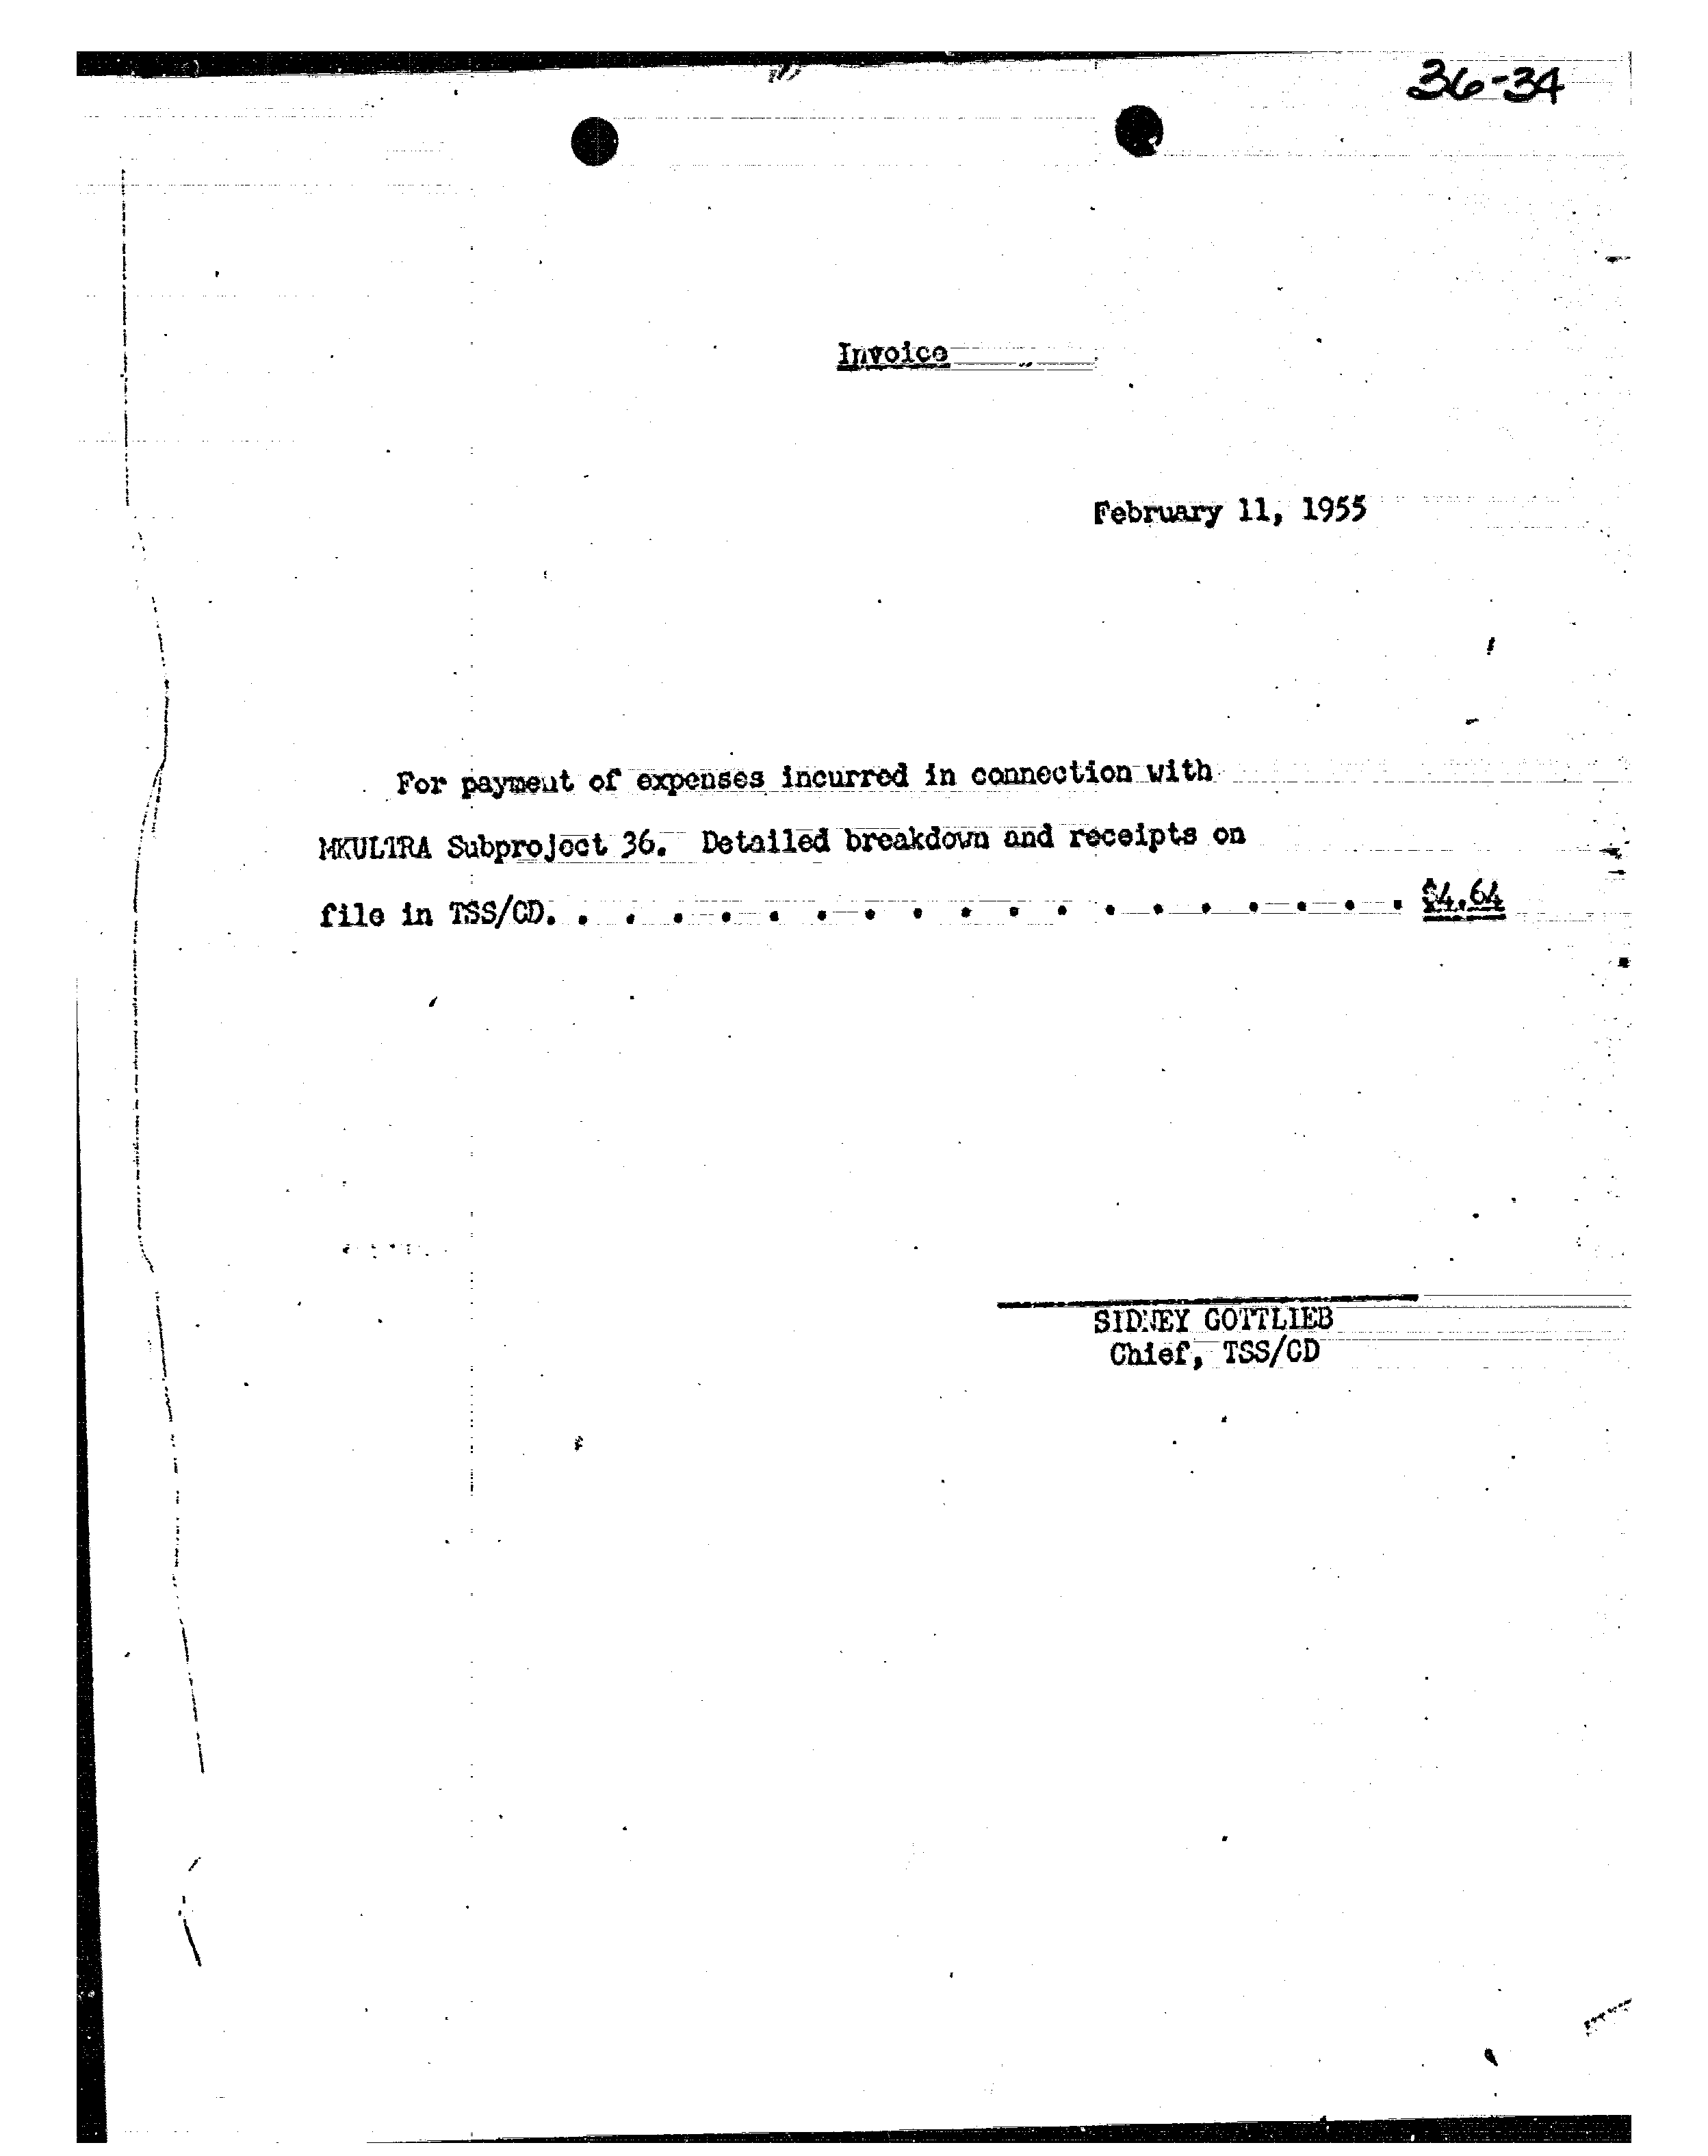 36-34
Invoice
February 11, 1955
For payment of expenses incurred in connection with
MKULTRA Subproject 36. Detailed breakdown and receipts on
file in TSS/CD. . . . . . . . . . . . . . . . . . . $4.64
SIDNEY GOTTLIEB
Chief, TSS/CD